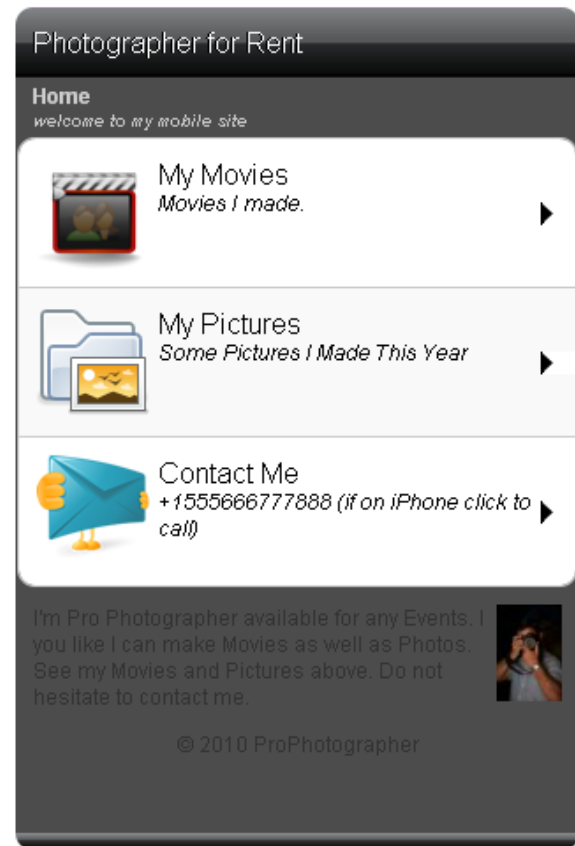 Photographer for Rent
Home
welcome to my mobile site
My Movies
Movies I made.
My Pictures
Some Pictures I Made This Year
Contact Me
+1555666777888 (if on iPhone click to
call)
I'm Pro Photographer available for any Events. I
you like I can make Movies as well as Photos.
See my Movies and Pictures above. Do not
hesitate to contact me.
© 2010 ProPhotographer